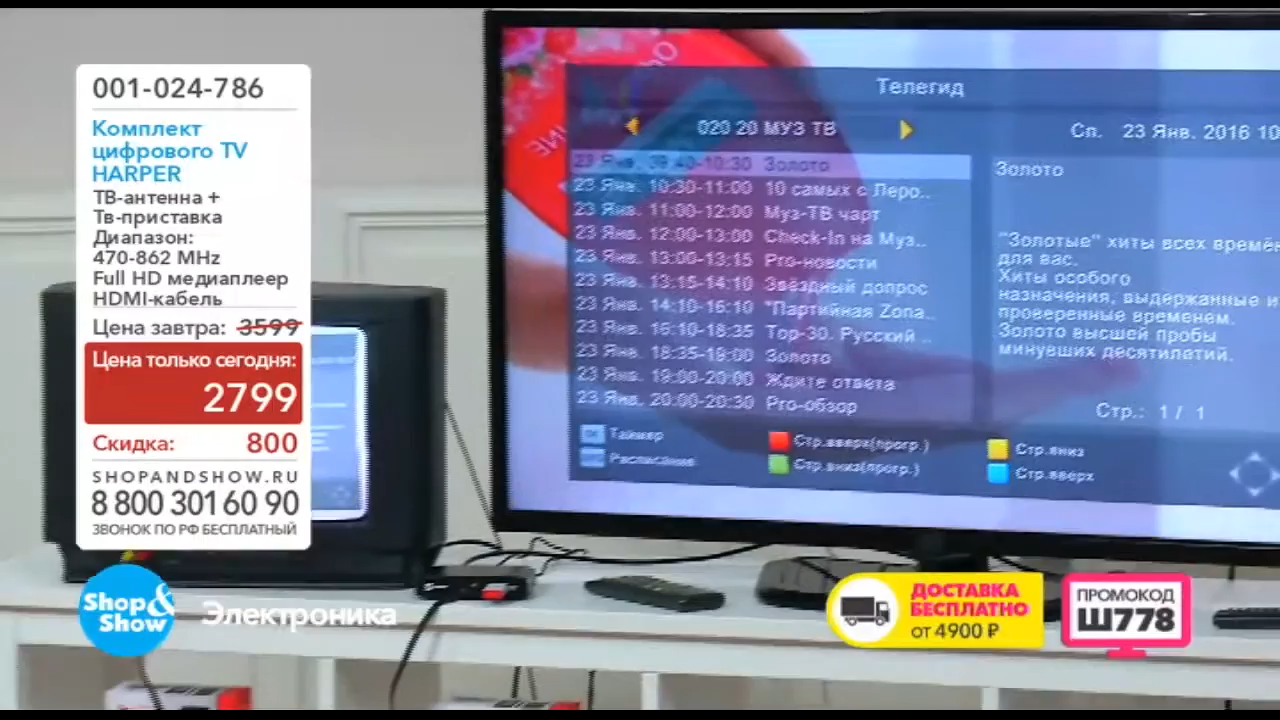 001-024-786
Комплект
цифрового TV
HARPER
ТВ-антенна +
Тв-приставка
Диапазон:
470-862 MHz
Full HD медиаплеер
HDMI-кабель
Цена завтра: 3599
Цена только сегодня:
2799
Скидка: 800
SHOPANDSHOW.RU
8 800 301 60 90
ЗВОНОК ПО РФ БЕСПЛАТНЫЙ
Shop&
Show
Электроника
Телегид
020 20 МУЗ ТВ
Сп. 23 Янв. 2016 10
23 Янв. 09:40-10:30 Золото
23 Янв. 10:30-11:00 10 самых с Леро..
23 Янв. 11:00-12:00 Муз-ТВ чарт
23 Янв. 12:00-13:00 Check-In на Муз..
23 Янв. 13:00-13:15 Pro-новости
23 Янв. 13:15-14:10 Звёздный допрос
23 Янв. 14:10-16:10 "Партийная Zona..
23 Янв. 16:10-18:35 Top-30. Русский ..
23 Янв. 18:35-19:00 Золото
23 Янв. 19:00-20:00 Ждите ответа
23 Янв. 20:00-20:30 Pro-обзор
Золото
"Золотые" хиты всех времён
для вас.
Хиты особого
назначения, выдержанные и
проверенные временем.
Золото высшей пробы
минувших десятилетий.
Стр.: 1 / 1
Таймер
Расписание
Стр.вверх(прогр.)
Стр.вниз(прогр.)
Стр.вниз
Стр.вверх
ДОСТАВКА
БЕСПЛАТНО
от 4900 ₽
ПРОМОКОД
Ш778